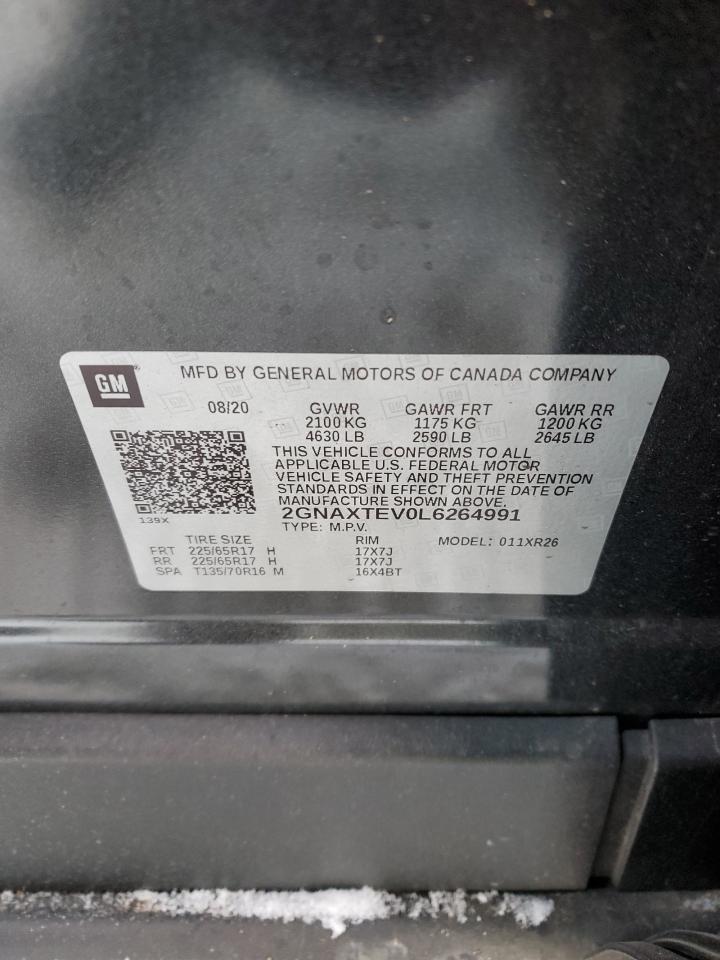 GM MFD BY GENERAL MOTORS OF CANADA COMPANY
08/20 GVWR GAWR FRT GAWR RR
2100 KG 1175 KG 1200 KG
4630 LB 2590 LB 2645 LB
THIS VEHICLE CONFORMS TO ALL
APPLICABLE U.S. FEDERAL MOTOR
VEHICLE SAFETY AND THEFT PREVENTION
STANDARDS IN EFFECT ON THE DATE OF
MANUFACTURE SHOWN ABOVE.
139X 2GNAXTEV0L6264991
TYPE: M.P.V.
TIRE SIZE RIM MODEL: 011XR26
FRT 225/65R17 H 17X7J
RR 225/65R17 H 17X7J
SPA T135/70R16 M 16X4BT